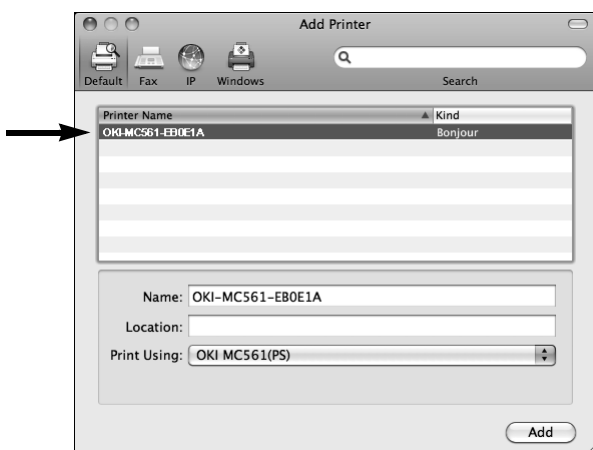 Add Printer
Default Fax IP Windows Search
Printer Name Kind
OKI-MC561-EB0E1A Bonjour
Name: OKI-MC561-EB0E1A
Location:
Print Using: OKI MC561(PS)
Add